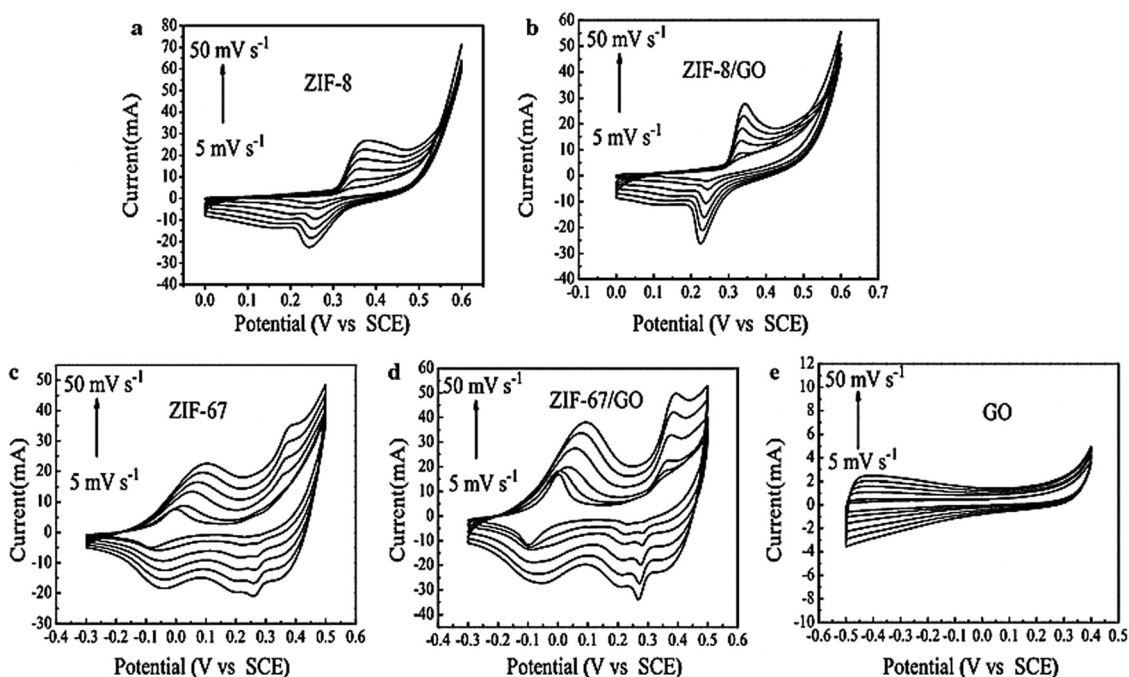 a
50 mV s⁻¹
ZIF-8
5 mV s⁻¹
80
70
60
50
40
30
20
10
0
-10
-20
-30
-40
Current(mA)
0.0 0.1 0.2 0.3 0.4 0.5 0.6
Potential (V vs SCE)
b
50 mV s⁻¹
ZIF-8/GO
5 mV s⁻¹
60
50
40
30
20
10
0
-10
-20
-30
-40
Current(mA)
-0.1 0.0 0.1 0.2 0.3 0.4 0.5 0.6 0.7
Potential (V vs SCE)
c
50 mV s⁻¹
ZIF-67
5 mV s⁻¹
50
40
30
20
10
0
-10
-20
-30
Current(mA)
-0.3 -0.2 -0.1 0.0 0.1 0.2 0.3 0.4 0.5
Potential (V vs SCE)
d
50 mV s⁻¹
ZIF-67/GO
5 mV s⁻¹
60
50
40
30
20
10
0
-10
-20
-30
-40
Current(mA)
-0.3 -0.2 -0.1 0.0 0.1 0.2 0.3 0.4 0.5
Potential (V vs SCE)
e
50 mV s⁻¹
GO
5 mV s⁻¹
12
10
8
6
4
2
0
-2
-4
-6
-8
-10
Current(mA)
-0.6 -0.5 -0.4 -0.3 -0.2 -0.1 0.0 0.1 0.2 0.3 0.4 0.5
Potential (V vs SCE)